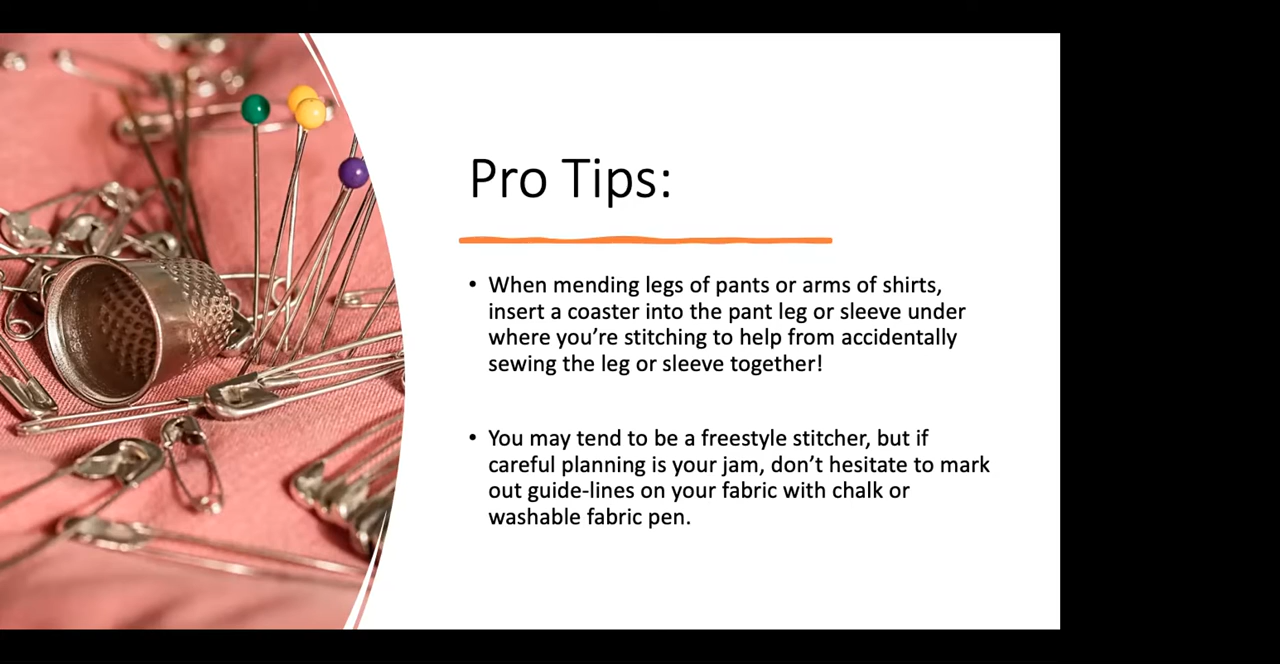 Pro Tips:
• When mending legs of pants or arms of shirts,
insert a coaster into the pant leg or sleeve under
where you’re stitching to help from accidentally
sewing the leg or sleeve together!
• You may tend to be a freestyle stitcher, but if
careful planning is your jam, don’t hesitate to mark
out guide-lines on your fabric with chalk or
washable fabric pen.